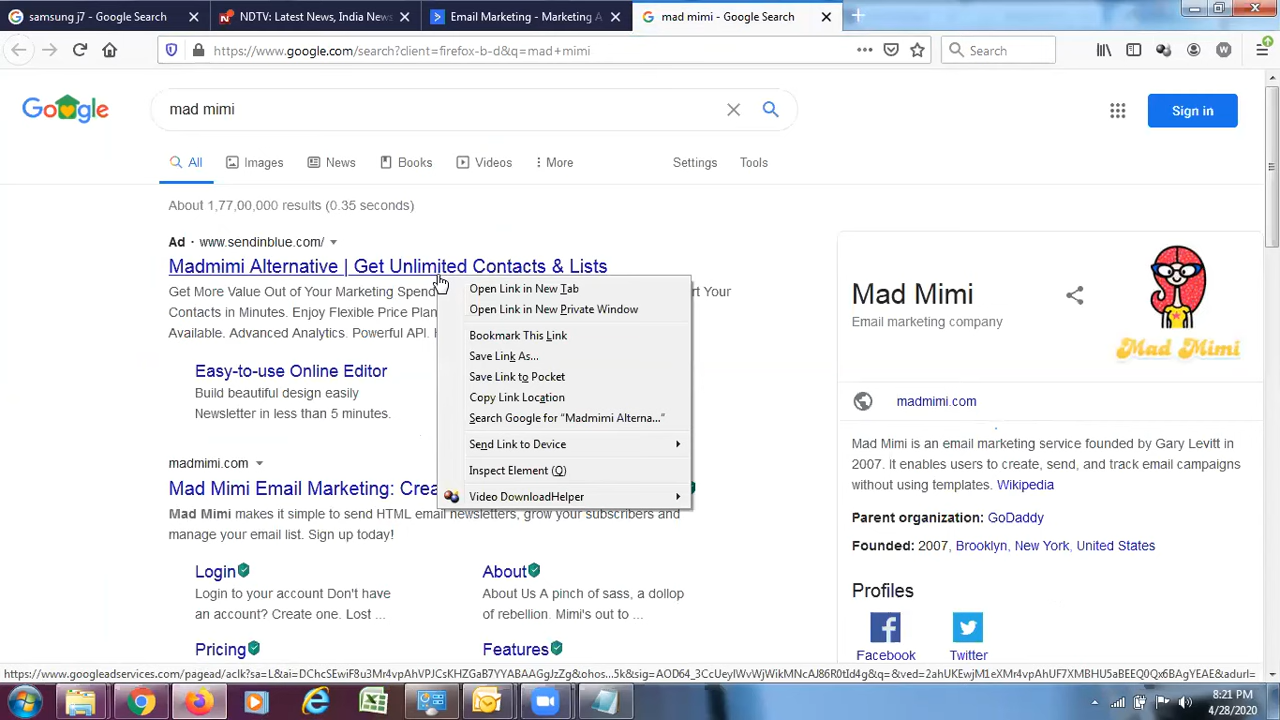 samsung j7 - Google Search
NDTV: Latest News, India News
Email Marketing - Marketing A
mad mimi - Google Search
https://www.google.com/search?client=firefox-b-d&q=mad+mimi
Search
Google
mad mimi
Sign in
All
Images
News
Books
Videos
More
Settings
Tools
About 1,77,00,000 results (0.35 seconds)
Ad · www.sendinblue.com/
Madmimi Alternative | Get Unlimited Contacts & Lists
Get More Value Out of Your Marketing Spend
rt Your
Contacts in Minutes. Enjoy Flexible Price Plan
Available. Advanced Analytics. Powerful API.
Easy-to-use Online Editor
Build beautiful design easily
Newsletter in less than 5 minutes.
Open Link in New Tab
Open Link in New Private Window
Bookmark This Link
Save Link As...
Save Link to Pocket
Copy Link Location
Search Google for “Madmimi Alterna...”
Send Link to Device
Inspect Element (Q)
Video DownloadHelper
madmimi.com
Mad Mimi Email Marketing: Crea
Mad Mimi makes it simple to send HTML email newsletters, grow your subscribers and
manage your email list. Sign up today!
Login
Login to your account Don't have
an account? Create one. Lost ...
About
About Us A pinch of sass, a dollop
of rebellion. Mimi's out to ...
Pricing
Features
Mad Mimi
Email marketing company
Mad Mimi
madmimi.com
Mad Mimi is an email marketing service founded by Gary Levitt in
2007. It enables users to create, send, and track email campaigns
without using templates. Wikipedia
Parent organization: GoDaddy
Founded: 2007, Brooklyn, New York, United States
Profiles
Facebook
Twitter
8:21 PM
4/28/2020